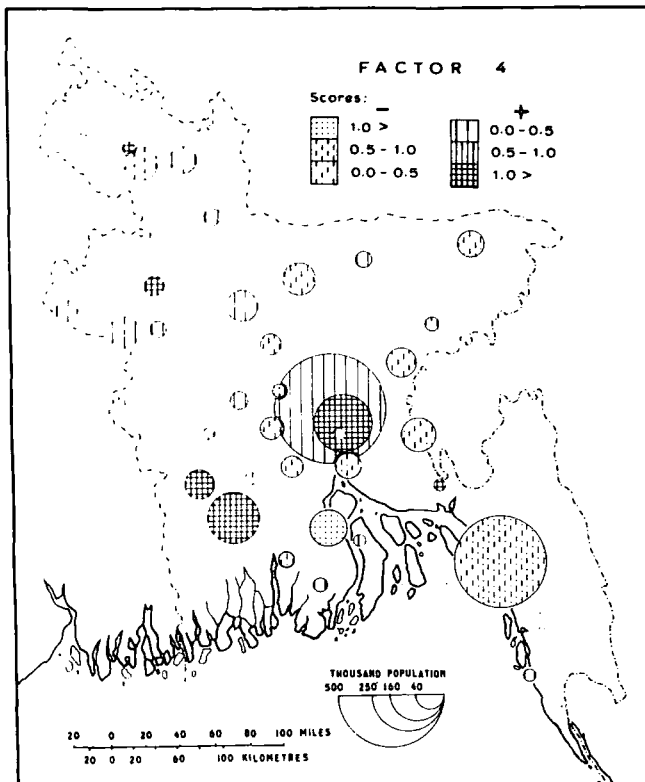 FACTOR 4
Scores:
− +
1.0 > 0.0-0.5
0.5-1.0 0.5-1.0
0.0-0.5 1.0 >
THOUSAND POPULATION
500 250 160 40
20 0 20 40 60 80 100 MILES
20 0 20 60 100 KILOMETRES